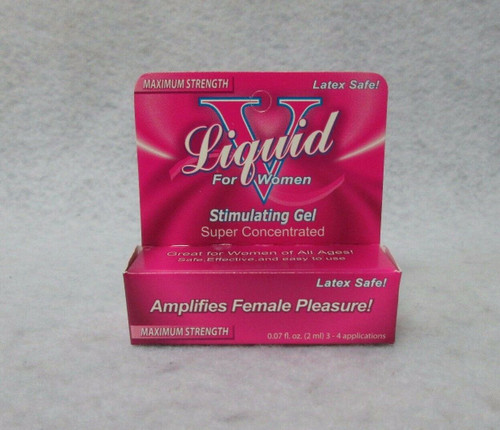 MAXIMUM STRENGTH
Latex Safe!
V
Liquid
For Women
Stimulating Gel
Super Concentrated
Great for Women of All Ages!
Safe,Effective,and easy to use
Latex Safe!
Amplifies Female Pleasure!
MAXIMUM STRENGTH
0.07 fl. oz. (2 ml) 3 - 4 applications